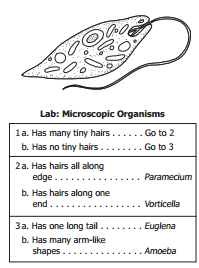 Lab: Microscopic Organisms
1 a. Has many tiny hairs . . . . . . Go to 2
b. Has no tiny hairs . . . . . . . . Go to 3
2 a. Has hairs all along
edge . . . . . . . . . . . . . . . Paramecium
b. Has hairs along one
end . . . . . . . . . . . . . . . . Vorticella
3 a. Has one long tail . . . . . . . . Euglena
b. Has many arm-like
shapes . . . . . . . . . . . . . . Amoeba